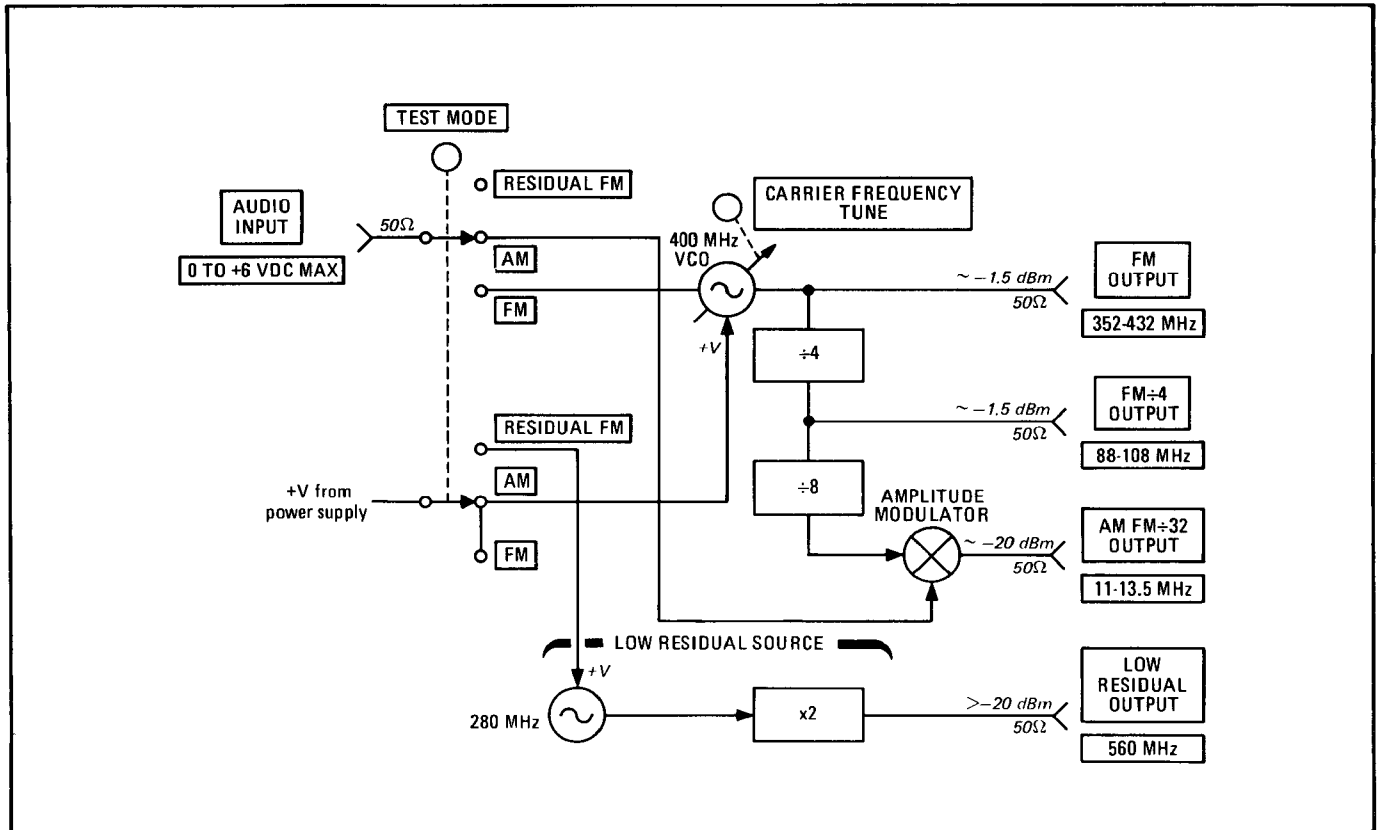 TEST MODE
RESIDUAL FM
AUDIO
INPUT
50Ω
0 TO +6 VDC MAX
AM
FM
CARRIER FREQUENCY
TUNE
400 MHz
VCO
+V
~ −1.5 dBm
50Ω
FM
OUTPUT
352-432 MHz
÷4
~ −1.5 dBm
50Ω
FM÷4
OUTPUT
88-108 MHz
RESIDUAL FM
AM
FM
+V from
power supply
÷8
AMPLITUDE
MODULATOR
~ −20 dBm
50Ω
AM FM÷32
OUTPUT
11-13.5 MHz
LOW RESIDUAL SOURCE
+V
280 MHz
x2
>−20 dBm
50Ω
LOW
RESIDUAL
OUTPUT
560 MHz